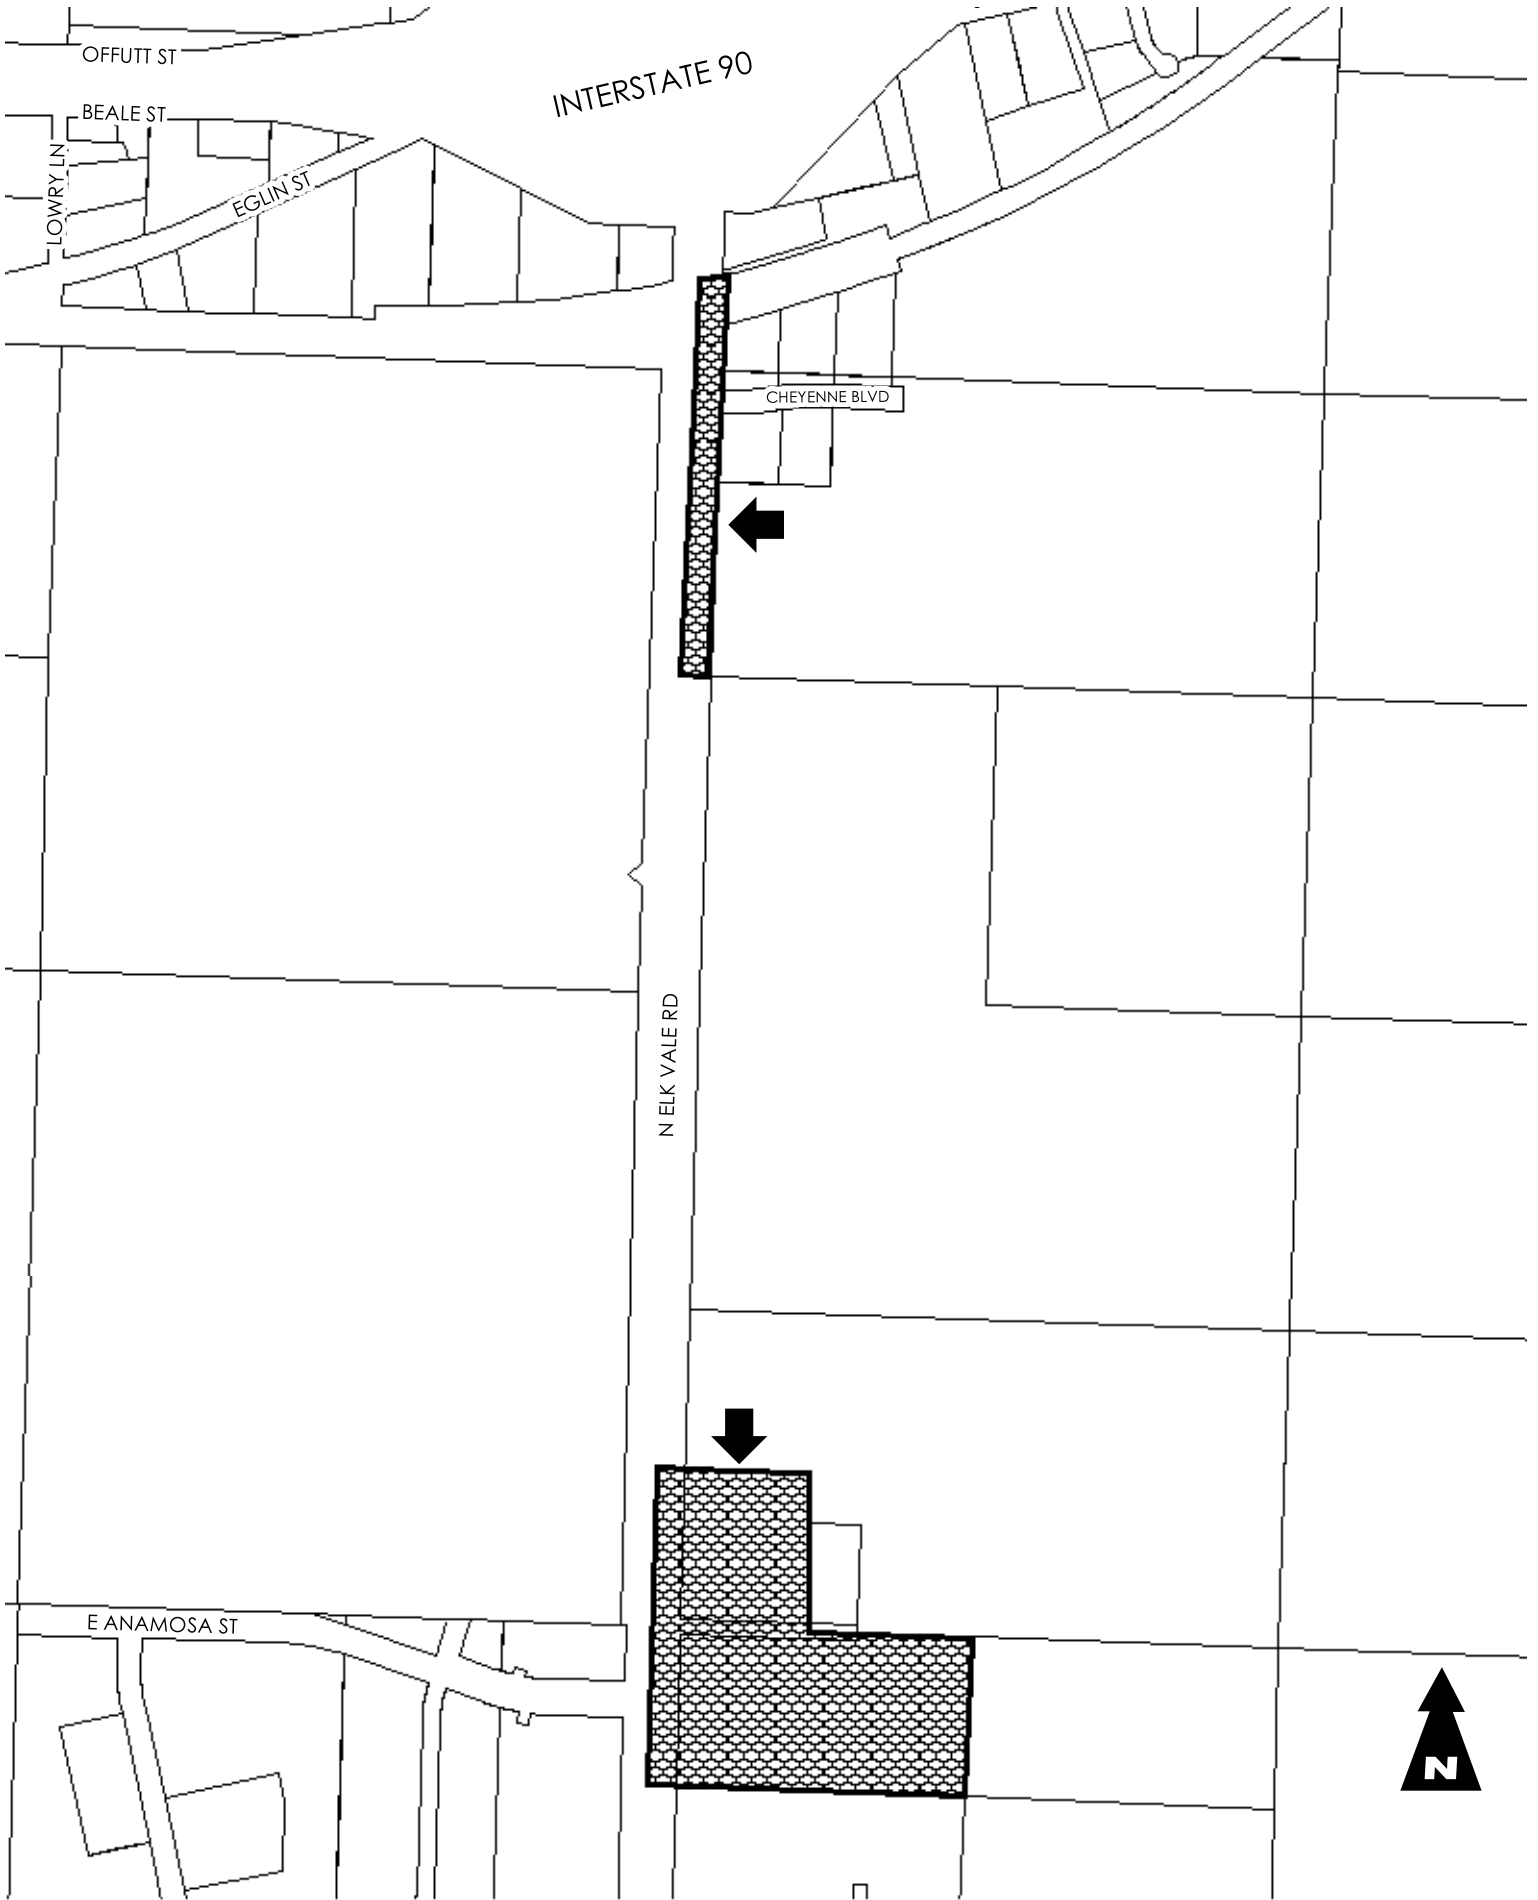 OFFUTT ST
INTERSTATE 90
BEALE ST
LOWRY LN
EGLIN ST
CHEYENNE BLVD
N ELK VALE RD
E ANAMOSA ST
N